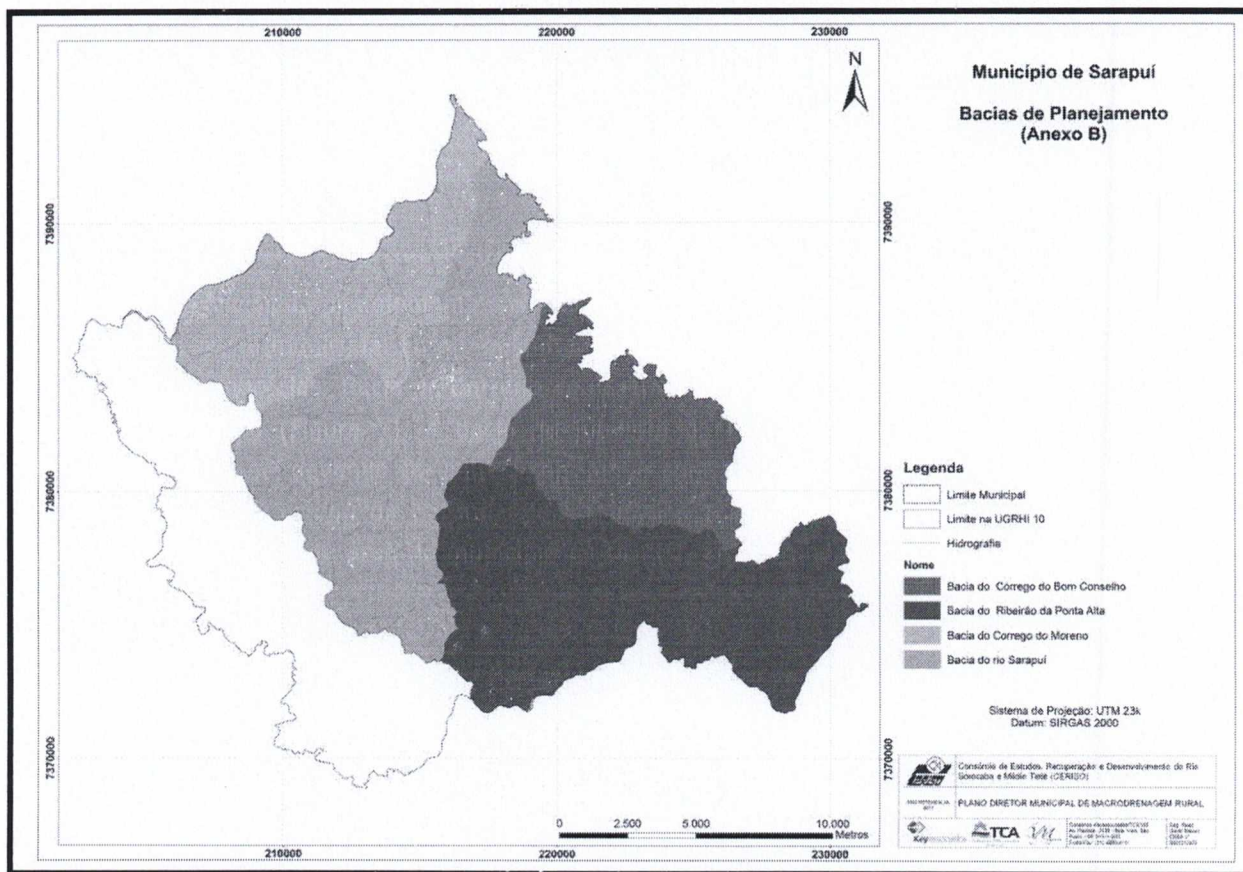 210000
220000
230000
N
Município de Sarapuí
Bacias de Planejamento
(Anexo B)
7390000
7390000
7380000
7380000
7370000
7370000
Legenda
Limite Municipal
Limite na UGRHI 10
Hidrografia
Nome
Bacia do Córrego do Bom Conselho
Bacia do Ribeirão da Ponta Alta
Bacia do Corrego do Moreno
Bacia do rio Sarapuí
Sistema de Projeção: UTM 23k
Datum: SIRGAS 2000
Consórcio de Estudos, Recuperação e Desenvolvimento do Rio
Sorocaba e Médio Tietê (CERISO)
PLANO DIRETOR MUNICIPAL DE MACRODRENAGEM RURAL
Key
TCA
0
2.500
5.000
10.000
Metros
210000
220000
230000